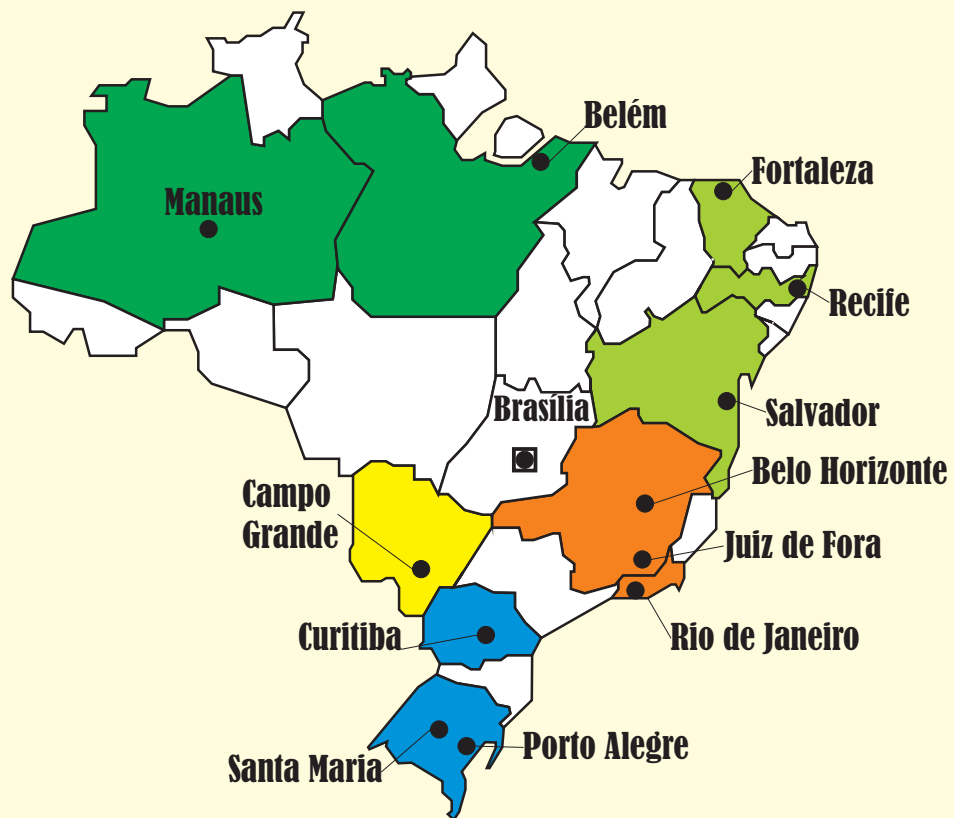 Belém
Fortaleza
Manaus
Recife
Brasília
Salvador
Belo Horizonte
Campo
Grande
Juiz de Fora
Curitiba
Rio de Janeiro
Porto Alegre
Santa Maria